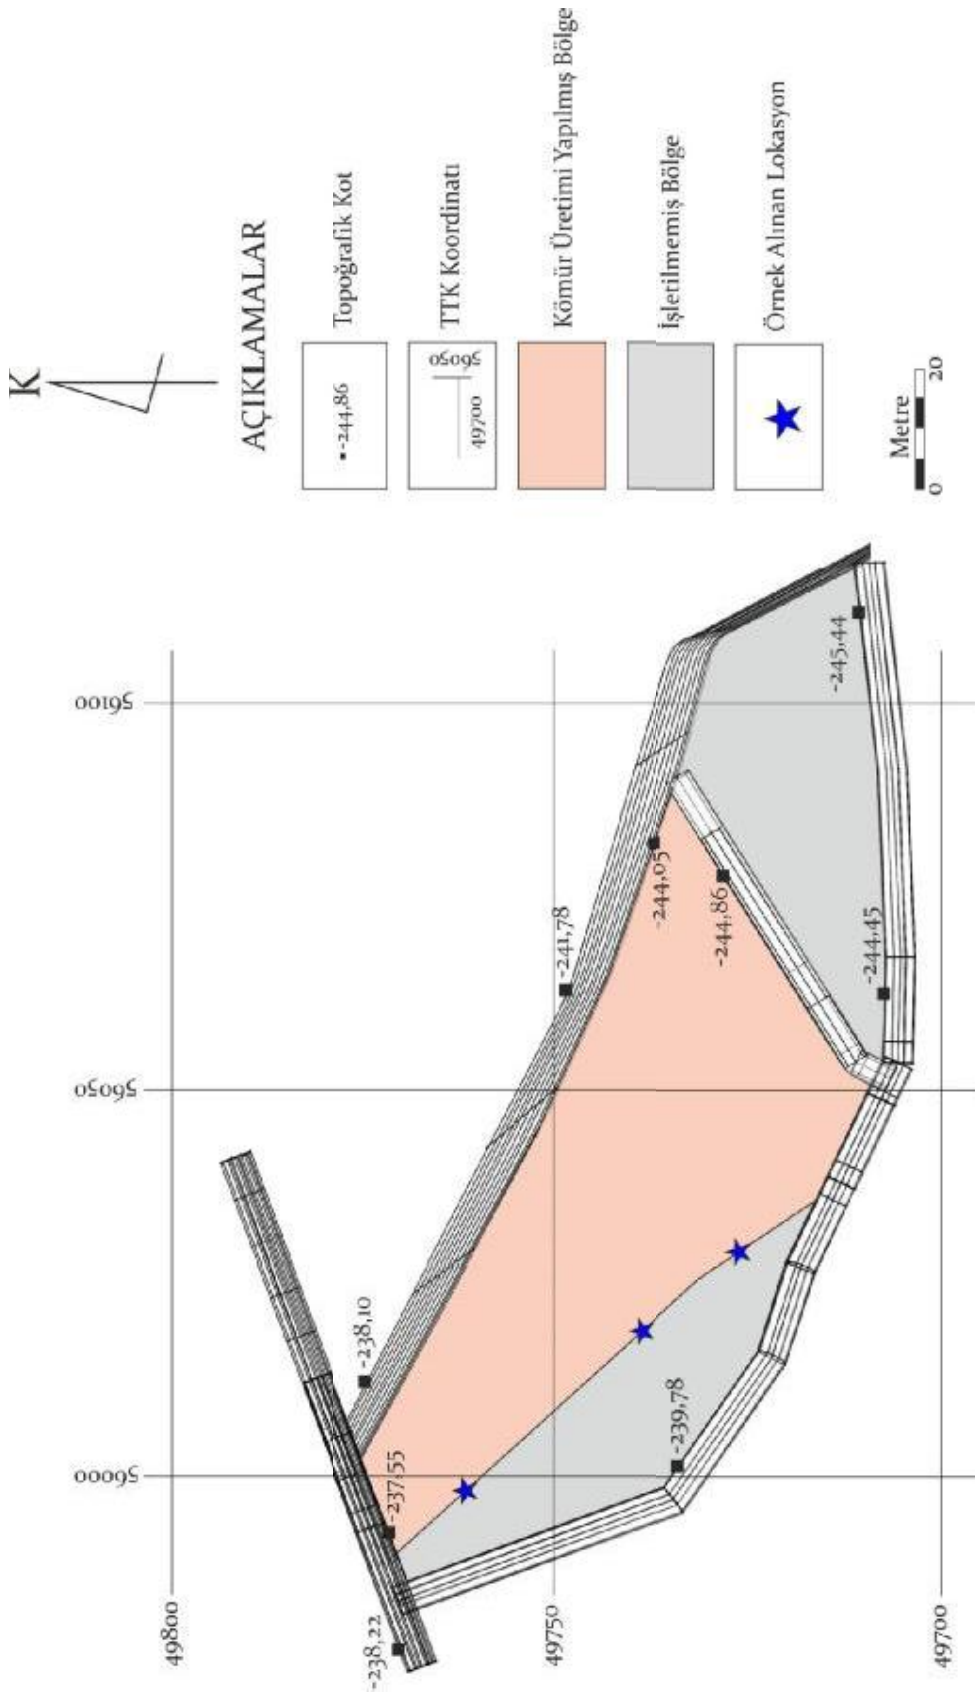 K
AÇIKLAMALAR
-244,86
Topoğrafik Kot
49700
56050
TTK Koordinatı
Kömür Üretimi Yapılmış Bölge
İşletilmemiş Bölge
Örnek Alınan Lokasyon
Metre
0
20
49800
49750
49700
56000
56050
56100
-238,22
-237,55
-238,10
-239,78
-241,78
-244,05
-244,86
-244,45
-245,44